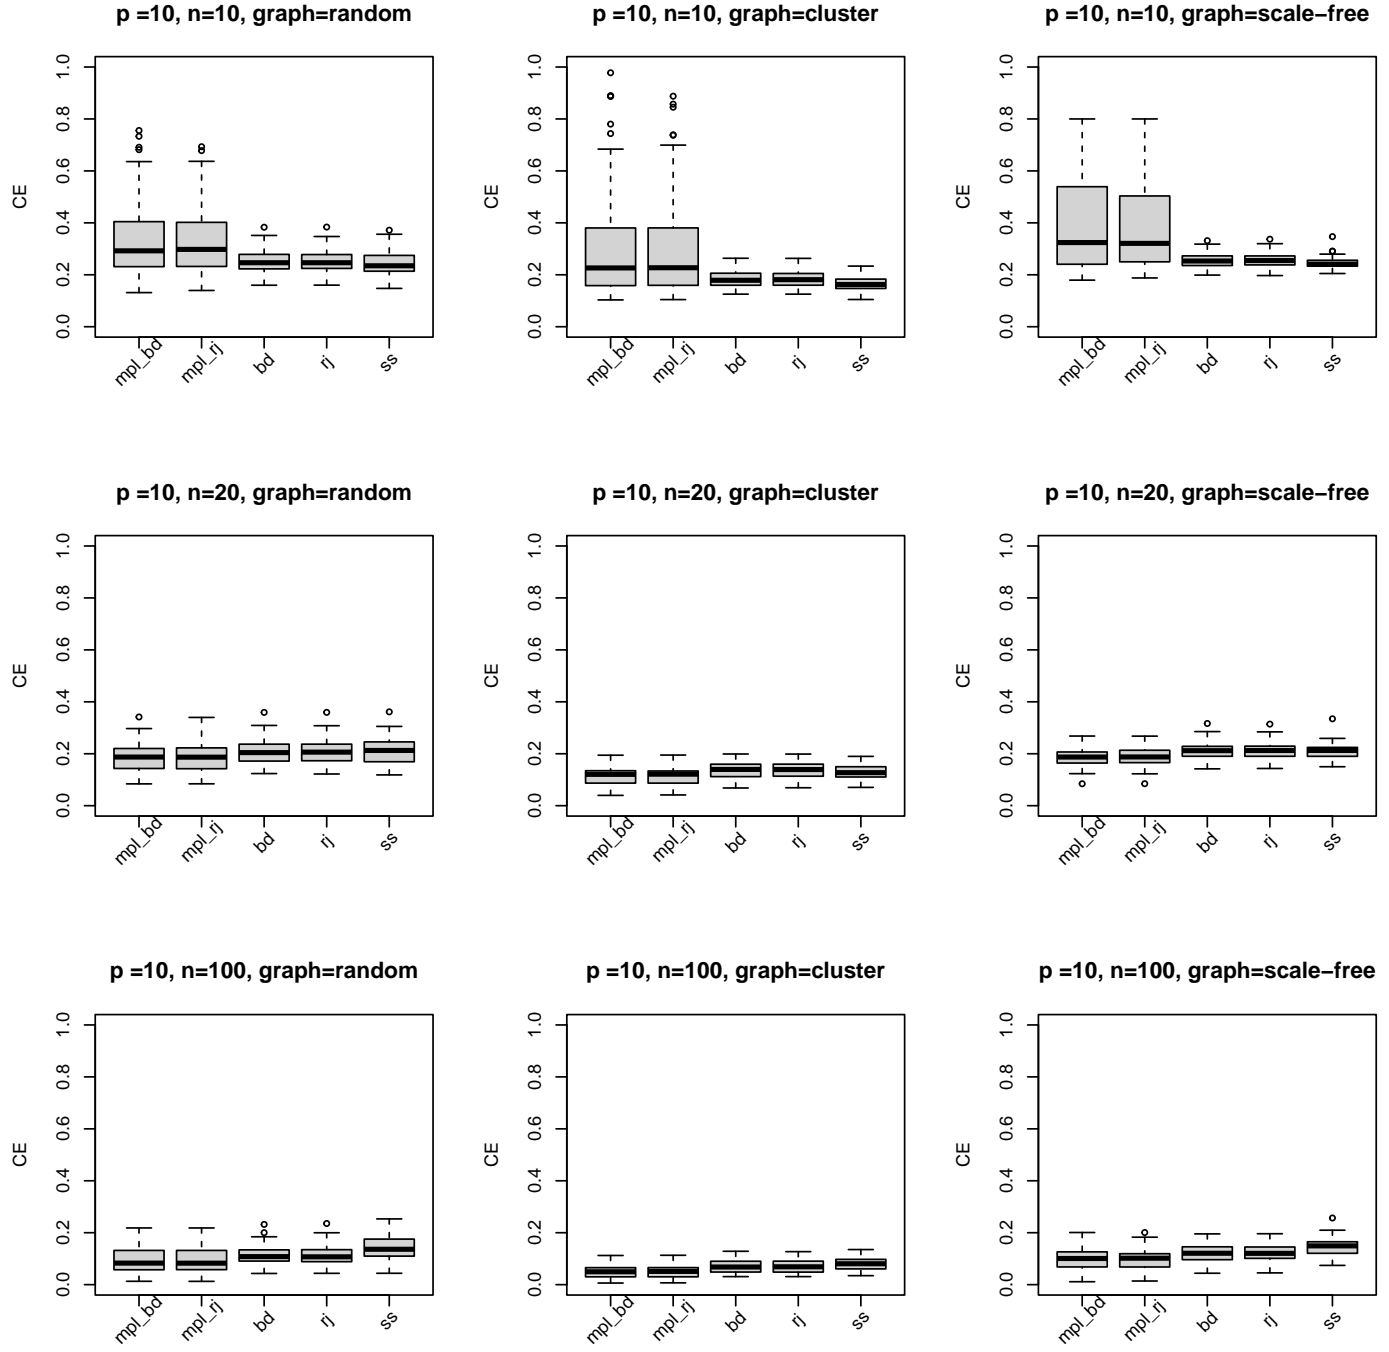 p =10, n=10, graph=random
CE
0.0 0.2 0.4 0.6 0.8 1.0
mpl_bd mpl_rj bd rj ss
p =10, n=10, graph=cluster
CE
0.0 0.2 0.4 0.6 0.8 1.0
mpl_bd mpl_rj bd rj ss
p =10, n=10, graph=scale−free
CE
0.0 0.2 0.4 0.6 0.8 1.0
mpl_bd mpl_rj bd rj ss
p =10, n=20, graph=random
CE
0.0 0.2 0.4 0.6 0.8 1.0
mpl_bd mpl_rj bd rj ss
p =10, n=20, graph=cluster
CE
0.0 0.2 0.4 0.6 0.8 1.0
mpl_bd mpl_rj bd rj ss
p =10, n=20, graph=scale−free
CE
0.0 0.2 0.4 0.6 0.8 1.0
mpl_bd mpl_rj bd rj ss
p =10, n=100, graph=random
CE
0.0 0.2 0.4 0.6 0.8 1.0
mpl_bd mpl_rj bd rj ss
p =10, n=100, graph=cluster
CE
0.0 0.2 0.4 0.6 0.8 1.0
mpl_bd mpl_rj bd rj ss
p =10, n=100, graph=scale−free
CE
0.0 0.2 0.4 0.6 0.8 1.0
mpl_bd mpl_rj bd rj ss